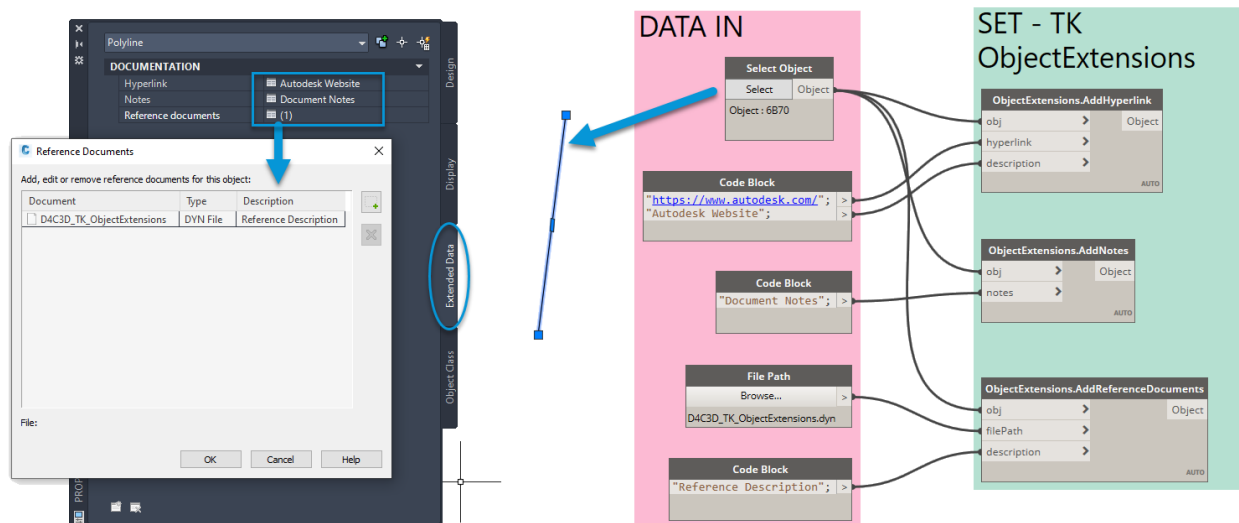 Polyline
DOCUMENTATION
Hyperlink
Autodesk Website
Notes
Document Notes
Reference documents
(1)
Design
Display
Extended Data
Object Class
PROP
Reference Documents
Add, edit or remove reference documents for this object:
Document Type Description
D4C3D_TK_ObjectExtensions DYN File Reference Description
File:
OK Cancel Help
DATA IN
Select Object
Select Object
Object : 6B70
Code Block
"https://www.autodesk.com/"; >
"Autodesk Website"; >
Code Block
"Document Notes"; >
File Path
Browse... >
D4C3D_TK_ObjectExtensions.dyn
Code Block
"Reference Description"; >
SET - TK
ObjectExtensions
ObjectExtensions.AddHyperlink
obj > Object
hyperlink >
description >
AUTO
ObjectExtensions.AddNotes
obj > Object
notes >
AUTO
ObjectExtensions.AddReferenceDocuments
obj > Object
filePath >
description >
AUTO